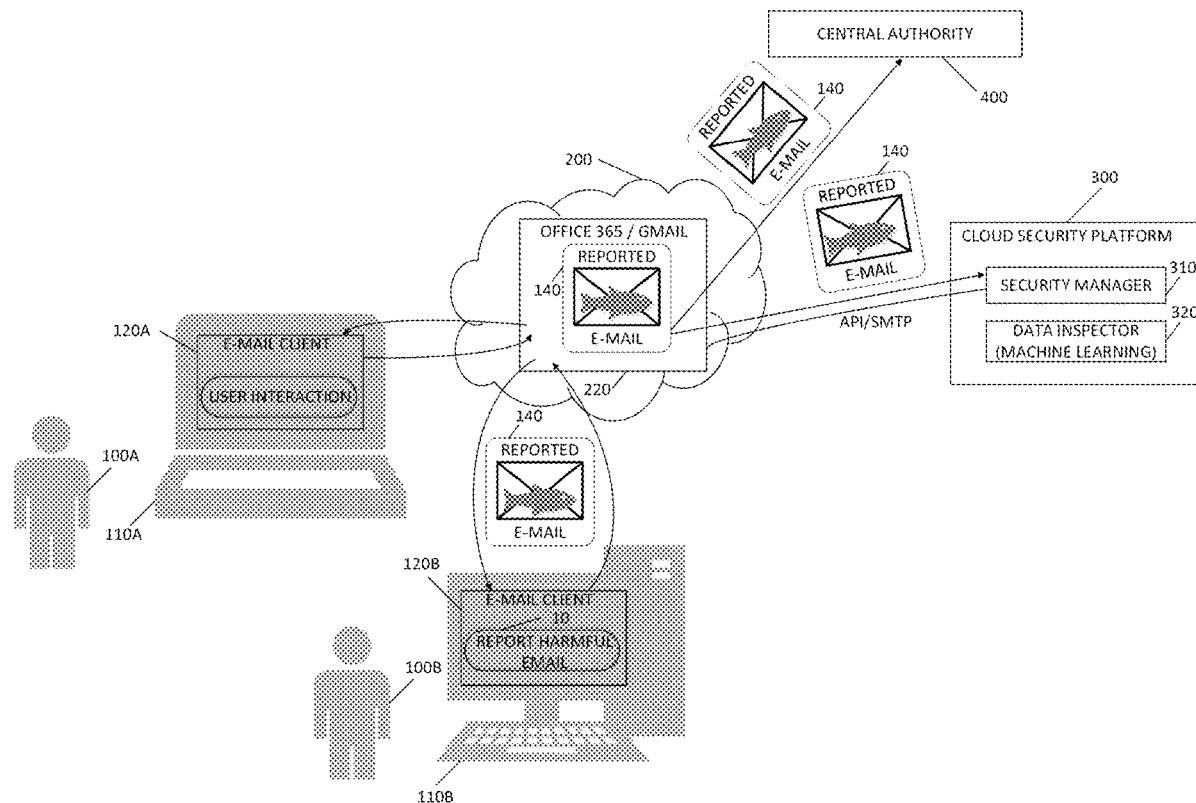 CENTRAL AUTHORITY
400
REPORTED
E-MAIL
140
REPORTED
E-MAIL
140
200
300
OFFICE 365 / GMAIL
REPORTED
140
E-MAIL
220
CLOUD SECURITY PLATFORM
SECURITY MANAGER
310
DATA INSPECTOR
(MACHINE LEARNING)
320
API/SMTP
120A
E-MAIL CLIENT
USER INTERACTION
100A
110A
140
REPORTED
E-MAIL
120B
E-MAIL CLIENT
10
REPORT HARMFUL
EMAIL
100B
110B